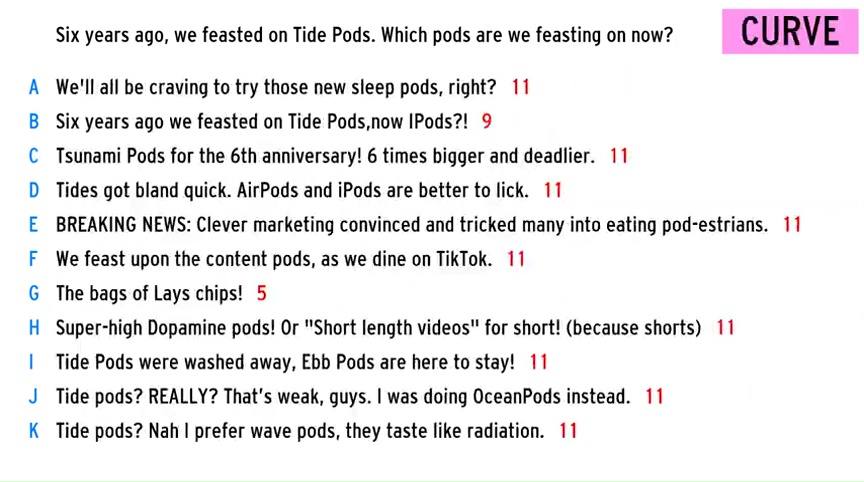 Six years ago, we feasted on Tide Pods. Which pods are we feasting on now?
CURVE
A We'll all be craving to try those new sleep pods, right? 11
B Six years ago we feasted on Tide Pods,now IPods?! 9
C Tsunami Pods for the 6th anniversary! 6 times bigger and deadlier. 11
D Tides got bland quick. AirPods and iPods are better to lick. 11
E BREAKING NEWS: Clever marketing convinced and tricked many into eating pod-estrians. 11
F We feast upon the content pods, as we dine on TikTok. 11
G The bags of Lays chips! 5
H Super-high Dopamine pods! Or "Short length videos" for short! (because shorts) 11
I Tide Pods were washed away, Ebb Pods are here to stay! 11
J Tide pods? REALLY? That's weak, guys. I was doing OceanPods instead. 11
K Tide pods? Nah I prefer wave pods, they taste like radiation. 11